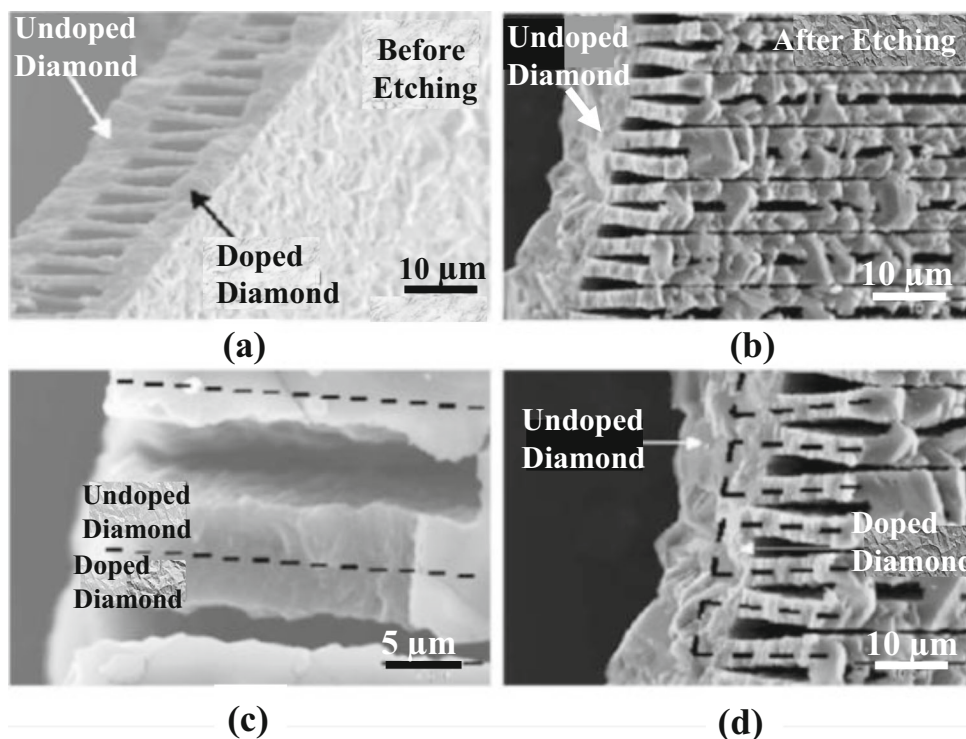 Undoped
Diamond
Before
Etching
Doped
Diamond
10 µm
(a)
Undoped
Diamond
After Etching
10 µm
(b)
Undoped
Diamond
Doped
Diamond
5 µm
(c)
Undoped
Diamond
Doped
Diamond
10 µm
(d)